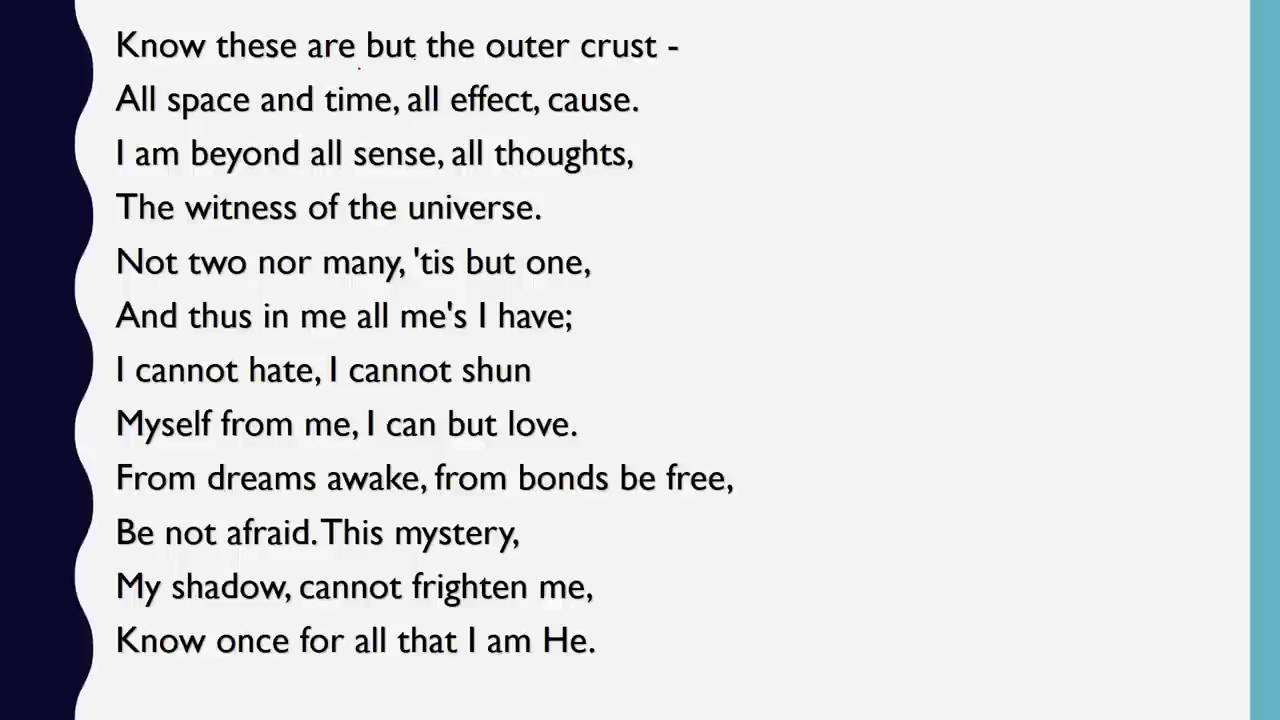 Know these are but the outer crust -
All space and time, all effect, cause.
I am beyond all sense, all thoughts,
The witness of the universe.
Not two nor many, 'tis but one,
And thus in me all me's I have;
I cannot hate, I cannot shun
Myself from me, I can but love.
From dreams awake, from bonds be free,
Be not afraid. This mystery,
My shadow, cannot frighten me,
Know once for all that I am He.